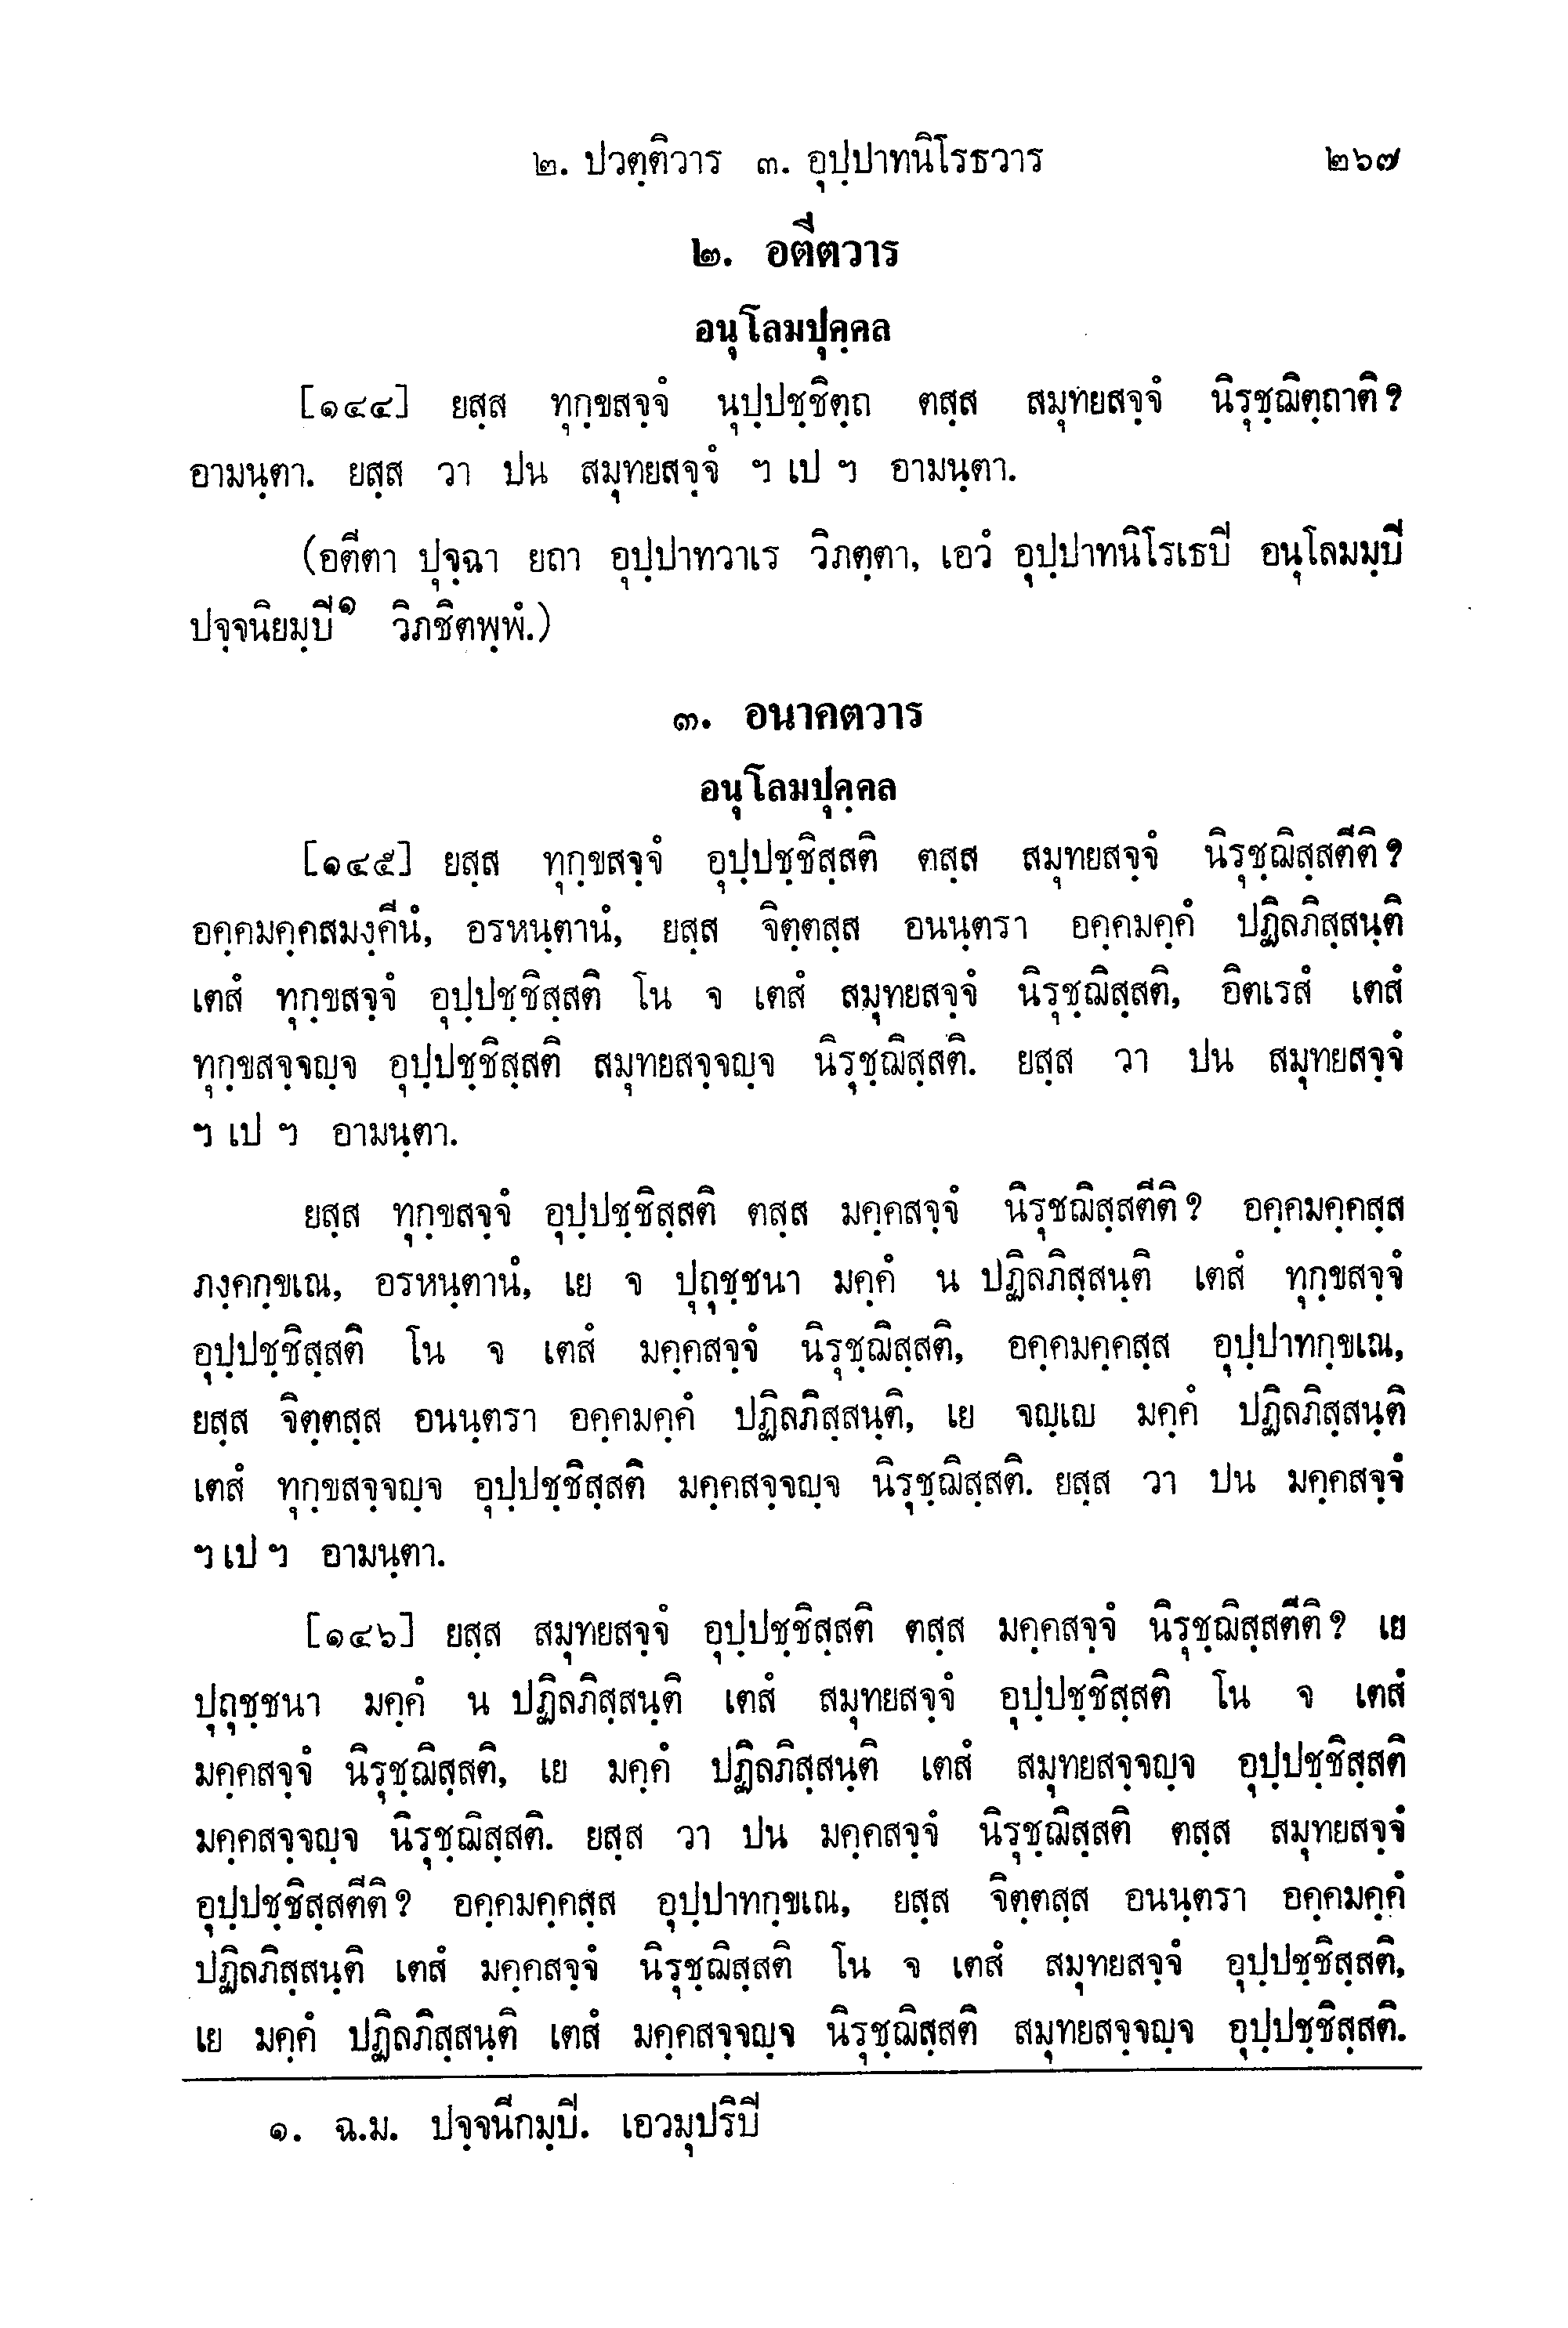 ๒. ปวตฺติวาร ๓. อุปฺปาทนิโรธวาร ๒๖๗
๒. อตีตวาร
อนุโลมปุคฺคล
[๑๔๔] ยสฺส ทุกฺขสจฺจํ นุปฺปชฺชิตฺถ ตสฺส สมุทยสจฺจํ นิรุชฺฌิตฺถาติ ?
อามนฺตา. ยสฺส วา ปน สมุทยสจฺจํ ฯ เป ฯ อามนฺตา.
(อตีตา ปุจฺฉา ยถา อุปฺปาทวาเร วิภตฺตา, เอวํ อุปฺปาทนิโรเธปี อนุโลมมฺปี
ปจฺจนิยมฺปี๑ วิภชิตพฺพํ.)
๓. อนาคตวาร
อนุโลมปุคฺคล
[๑๔๕] ยสฺส ทุกฺขสจฺจํ อุปฺปชฺชิสฺสติ ตสฺส สมุทยสจฺจํ นิรุชฺฌิสฺสตีติ ?
อคฺคมคฺคสมงฺคีนํ, อรหนฺตานํ, ยสฺส จิตฺตสฺส อนนฺตรา อคฺคมคฺคํ ปฏิลภิสฺสนฺติ
เตสํ ทุกฺขสจฺจํ อุปฺปชฺชิสฺสติ โน จ เตสํ สมุทยสจฺจํ นิรุชฺฌิสฺสติ, อิตเรสํ เตสํ
ทุกฺขสจฺจญฺจ อุปฺปชฺชิสฺสติ สมุทยสจฺจญฺจ นิรุชฺฌิสฺสติ. ยสฺส วา ปน สมุทยสจฺจํ
ฯ เป ฯ อามนฺตา.
ยสฺส ทุกฺขสจฺจํ อุปฺปชฺชิสฺสติ ตสฺส มคฺคสจฺจํ นิรุชฌิสฺสตีติ ? อคฺคมคฺคสฺส
ภงฺคกฺขเณ, อรหนฺตานํ, เย จ ปุถุชฺชนา มคฺคํ น ปฏิลภิสฺสนฺติ เตสํ ทุกฺขสจฺจํ
อุปฺปชฺชิสฺสติ โน จ เตสํ มคฺคสจฺจํ นิรุชฺฌิสฺสติ, อคฺคมคฺคสฺส อุปฺปาทกฺขเณ,
ยสฺส จิตฺตสฺส อนนฺตรา อคฺคมคฺคํ ปฏิลภิสฺสนฺติ, เย จญฺเญ มคฺคํ ปฏิลภิสฺสนฺติ
เตสํ ทุกฺขสจฺจญฺจ อุปฺปชฺชิสฺสติ มคฺคสจฺจญฺจ นิรุชฺฌิสฺสติ. ยสฺส วา ปน มคฺคสจฺจํ
ฯ เป ฯ อามนฺตา.
[๑๔๖] ยสฺส สมุทยสจฺจํ อุปฺปชฺชิสฺสติ ตสฺส มคฺคสจฺจํ นิรุชฺฌิสฺสตีติ ? เย
ปุถุชฺชนา มคฺคํ น ปฏิลภิสฺสนฺติ เตสํ สมุทยสจฺจํ อุปฺปชฺชิสฺสติ โน จ เตสํ
มคฺคสจฺจํ นิรุชฺฌิสฺสติ, เย มคฺคํ ปฏิลภิสฺสนฺติ เตสํ สมุทยสจฺจญฺจ อุปฺปชฺชิสฺสติ
มคฺคสจฺจญฺจ นิรุชฺฌิสฺสติ. ยสฺส วา ปน มคฺคสจฺจํ นิรุชฺฌิสฺสติ ตสฺส สมุทยสจฺจํ
อุปฺปชฺชิสฺสตีติ ? อคฺคมคฺคสฺส อุปฺปาทกฺขเณ, ยสฺส จิตฺตสฺส อนนฺตรา อคฺคมคฺคํ
ปฏิลภิสฺสนฺติ เตสํ มคฺคสจฺจํ นิรุชฺฌิสฺสติ โน จ เตสํ สมุทยสจฺจํ อุปฺปชฺชิสฺสติ,
เย มคฺคํ ปฏิลภิสฺสนฺติ เตสํ มคฺคสจฺจญฺจ นิรุชฺฌิสฺสติ สมุทยสจฺจญฺจ อุปฺปชฺชิสฺสติ.
๑. ฉ.ม. ปจฺจนีกมฺปี. เอวมุปริปี